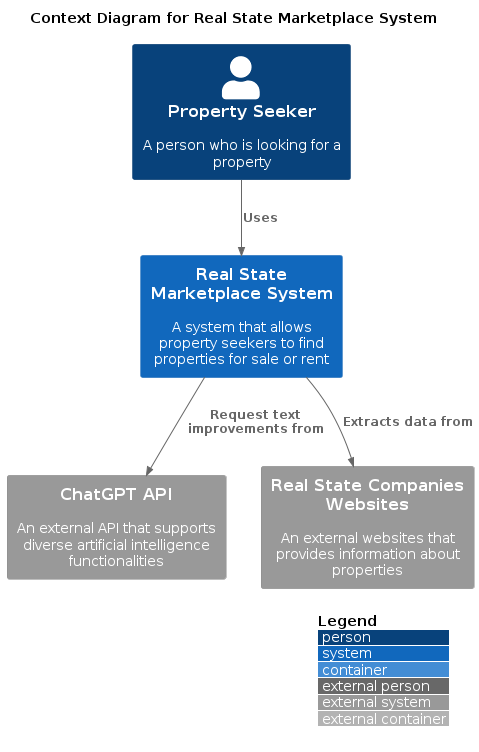 Context Diagram for Real State Marketplace System
Property Seeker
A person who is looking for a
property
Uses
Real State
Marketplace System
A system that allows
property seekers to find
properties for sale or rent
Request text
improvements from
Extracts data from
ChatGPT API
An external API that supports
diverse artificial intelligence
functionalities
Real State Companies
Websites
An external websites that
provides information about
properties
Legend
person
system
container
external person
external system
external container